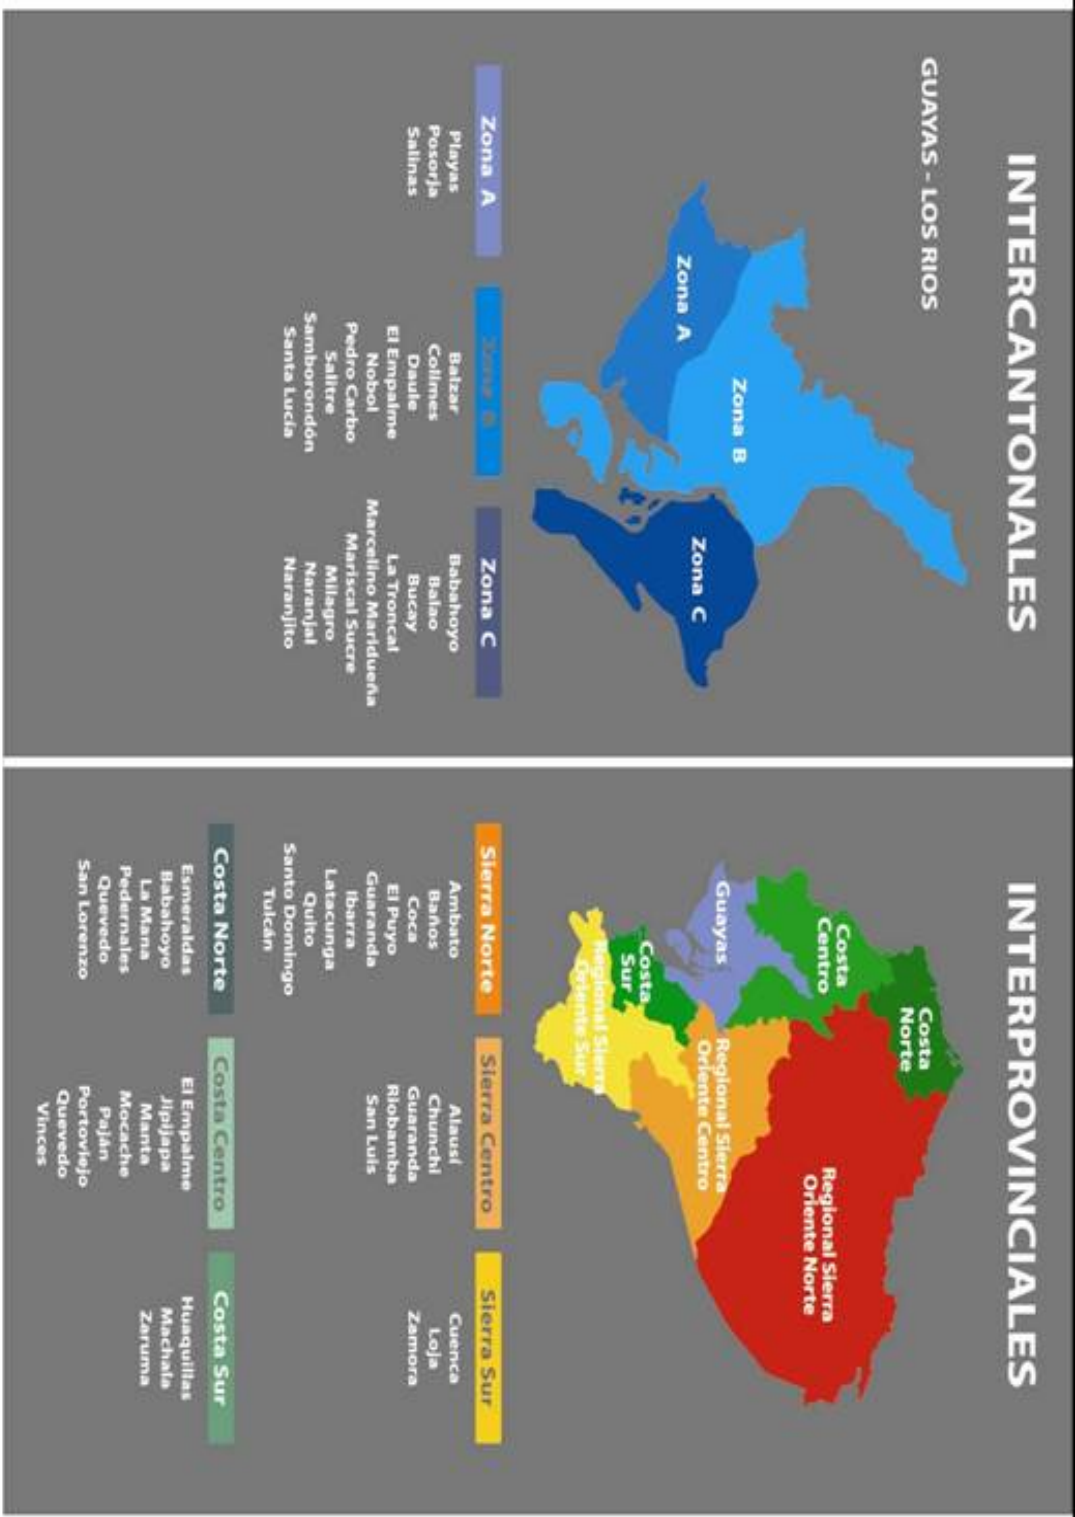 INTERCANTONALES
GUAYAS - LOS RIOS
Zona A
Zona B
Zona C
Zona A
Playas
Posorja
Salinas
Zona B
Balzar
Colimes
Daule
El Empalme
Nobol
Pedro Carbo
Salitre
Samborondón
Santa Lucía
Zona C
Babahoyo
Balao
Bucay
La Troncal
Marcelino Maridueña
Mariscal Sucre
Milagro
Naranjal
Naranjito
INTERPROVINCIALES
Costa
Norte
Costa
Centro
Regional Sierra
Oriente Norte
Guayas
Regional Sierra
Oriente Centro
Costa
Sur
Regional Sierra
Oriente Sur
Sierra Norte
Ambato
Baños
Coca
El Puyo
Guaranda
Ibarra
Latacunga
Quito
Santo Domingo
Tulcán
Sierra Centro
Alausí
Chunchi
Guaranda
Riobamba
San Luis
Sierra Sur
Cuenca
Loja
Zamora
Costa Norte
Esmeraldas
Babahoyo
La Mana
Pedernales
Quevedo
San Lorenzo
Costa Centro
El Empalme
Jipijapa
Manta
Mocache
Paján
Portoviejo
Quevedo
Vinces
Costa Sur
Huaquillas
Machala
Zaruma